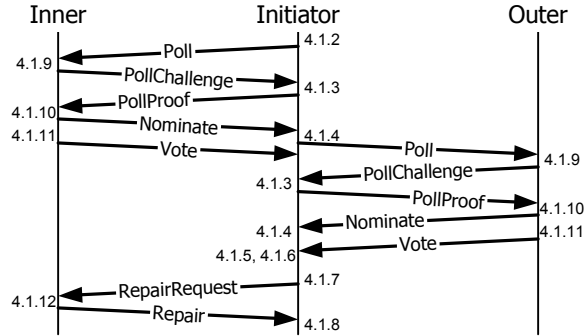 Inner Initiator Outer
Poll 4.1.2
4.1.9 PollChallenge
PollProof 4.1.3
4.1.10 Nominate
4.1.11 Vote 4.1.4 Poll
PollChallenge 4.1.9
4.1.3 PollProof
Nominate 4.1.10
4.1.4 Vote 4.1.11
4.1.5, 4.1.6
RepairRequest 4.1.7
4.1.12 Repair 4.1.8